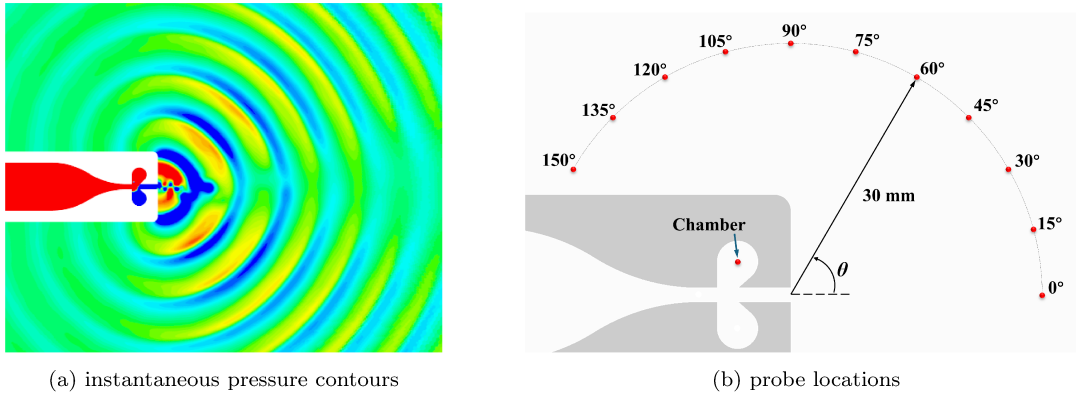 90°
105°
75°
120°
60°
135°
45°
150°
30°
30 mm
Chamber
15°
θ
0°
(a) instantaneous pressure contours
(b) probe locations